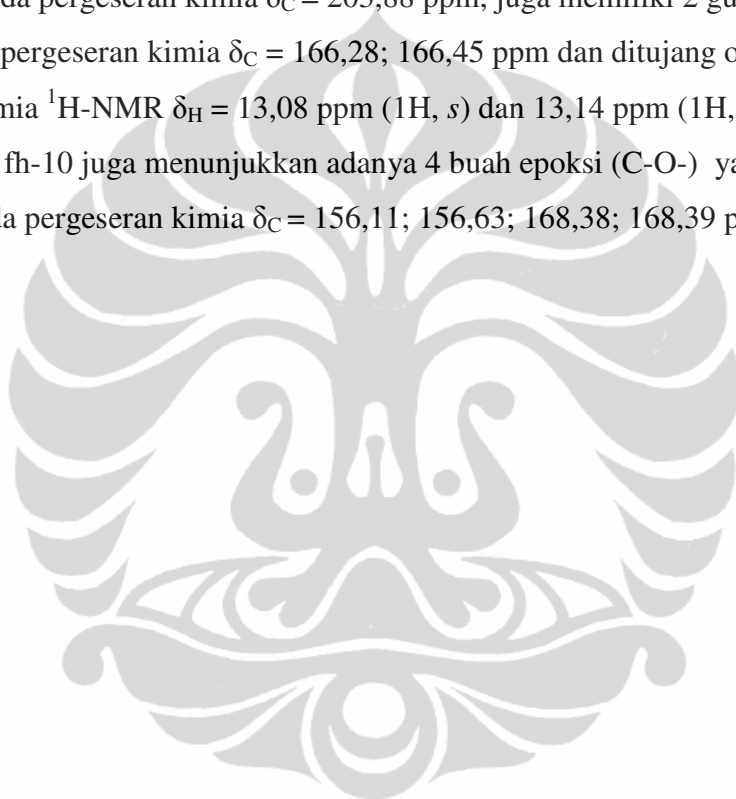 da pergeseran kimia δC = 205,88 ppm, juga memiliki 2 gu
pergeseran kimia δC = 166,28; 166,45 ppm dan ditujang o
mia ¹H-NMR δH = 13,08 ppm (1H, s) dan 13,14 ppm (1H,
fh-10 juga menunjukkan adanya 4 buah epoksi (C-O-) ya
da pergeseran kimia δC = 156,11; 156,63; 168,38; 168,39 p